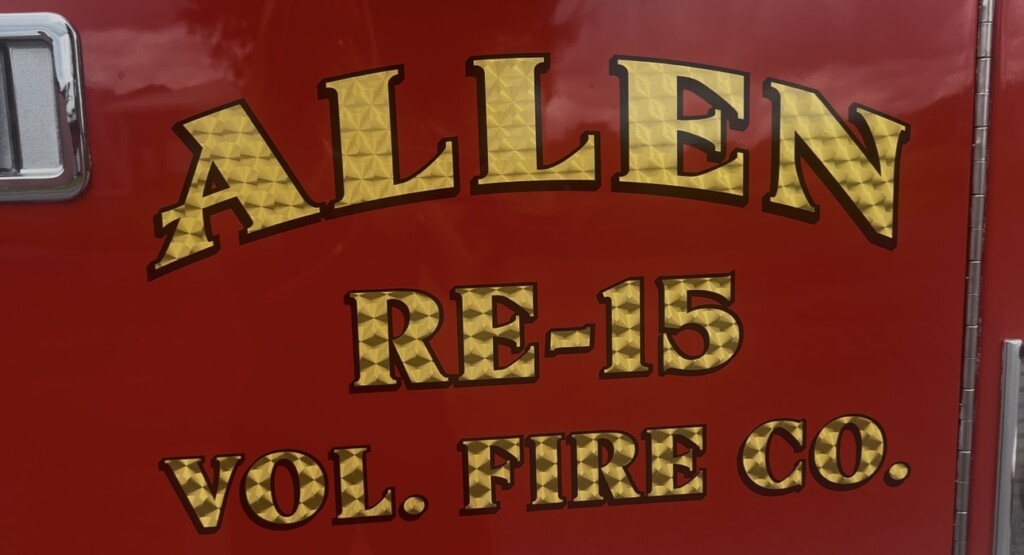 ALLEN
RE-15
VOL. FIRE CO.